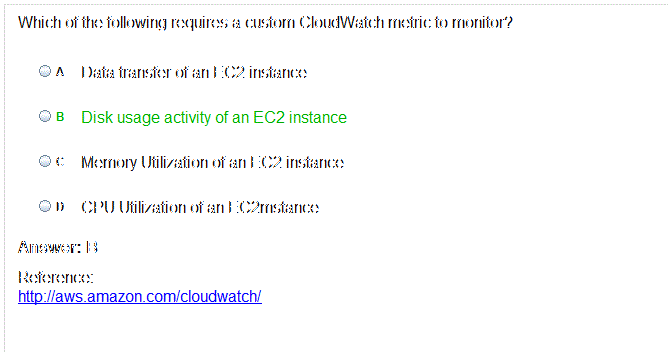 Which of the following requires a custom CloudWatch metric to monitor?
A Data transfer of an EC2 instance
B Disk usage activity of an EC2 instance
C Memory Utilization of an EC2 instance
D CPU Utilization of an EC2mstance
Answer: B
Reference:
http://aws.amazon.com/cloudwatch/